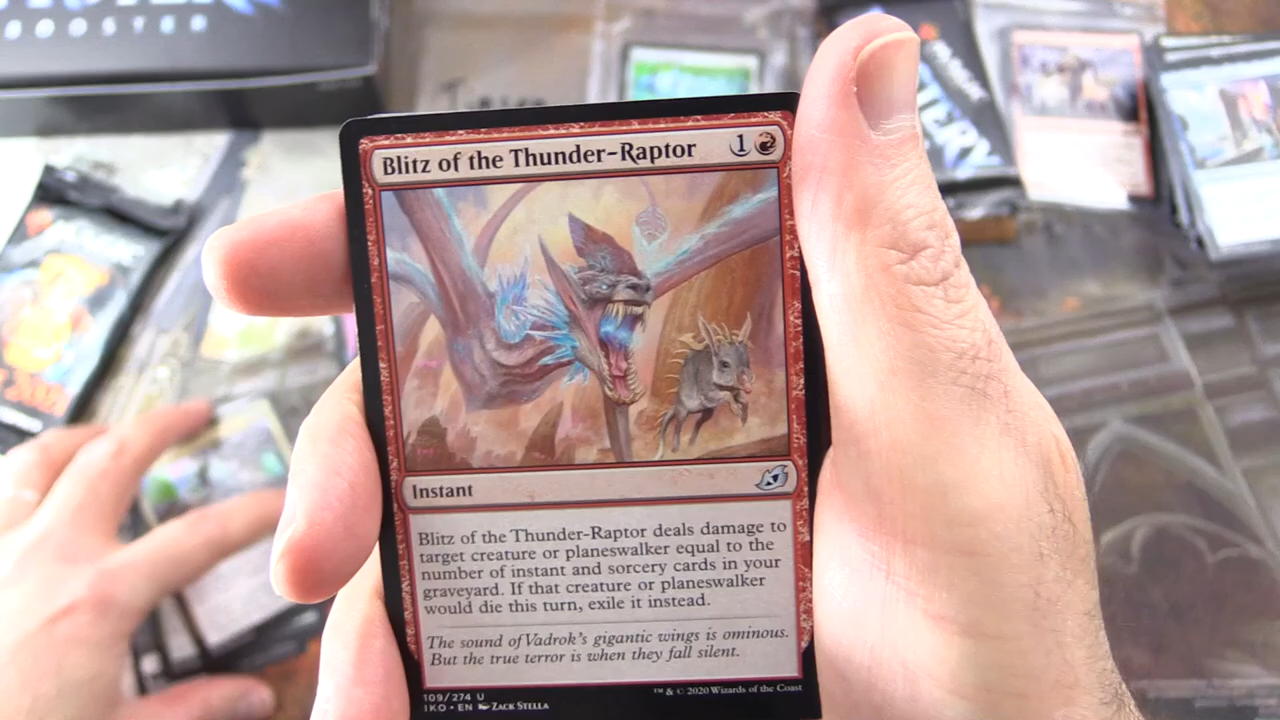 BOOSTER
Blitz of the Thunder-Raptor 1
Instant
Blitz of the Thunder-Raptor deals damage to
target creature or planeswalker equal to the
number of instant and sorcery cards in your
graveyard. If that creature or planeswalker
would die this turn, exile it instead.
The sound of Vadrok's gigantic wings is ominous.
But the true terror is when they fall silent.
109/274 U
IKO • EN ZACK STELLA
™ & © 2020 Wizards of the Coast